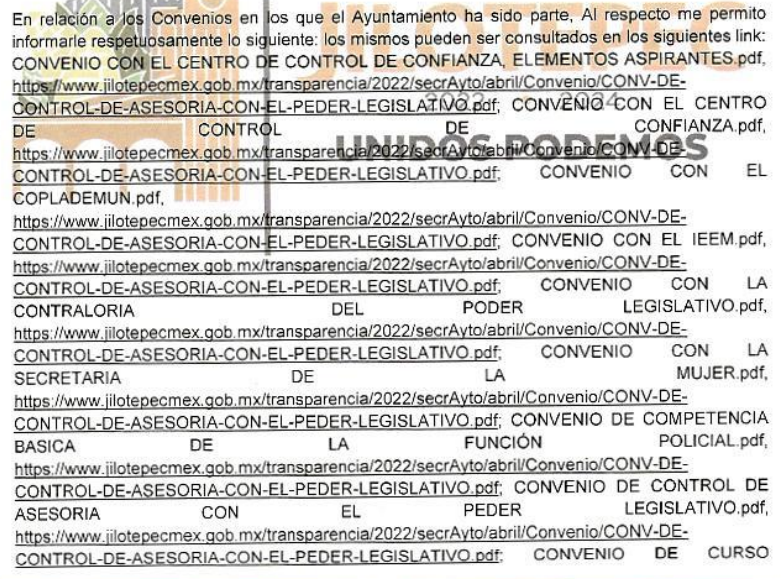 JILOTEPEC
2022 - 2024
UNIDOS PODEMOS
En relación a los Convenios en los que el Ayuntamiento ha sido parte, Al respecto me permito
informarle respetuosamente lo siguiente: los mismos pueden ser consultados en los siguientes link:
CONVENIO CON EL CENTRO DE CONTROL DE CONFIANZA, ELEMENTOS ASPIRANTES.pdf,
https://www.jilotepecmex.gob.mx/transparencia/2022/secrAyto/abril/Convenio/CONV-DE-
CONTROL-DE-ASESORIA-CON-EL-PEDER-LEGISLATIVO.pdf; CONVENIO CON EL CENTRO
DE CONTROL DE CONFIANZA.pdf,
https://www.jilotepecmex.gob.mx/transparencia/2022/secrAyto/abril/Convenio/CONV-DE-
CONTROL-DE-ASESORIA-CON-EL-PEDER-LEGISLATIVO.pdf; CONVENIO CON EL
COPLADEMUN.pdf,
https://www.jilotepecmex.gob.mx/transparencia/2022/secrAyto/abril/Convenio/CONV-DE-
CONTROL-DE-ASESORIA-CON-EL-PEDER-LEGISLATIVO.pdf; CONVENIO CON EL IEEM.pdf,
https://www.jilotepecmex.gob.mx/transparencia/2022/secrAyto/abril/Convenio/CONV-DE-
CONTROL-DE-ASESORIA-CON-EL-PEDER-LEGISLATIVO.pdf; CONVENIO CON LA
CONTRALORIA DEL PODER LEGISLATIVO.pdf,
https://www.jilotepecmex.gob.mx/transparencia/2022/secrAyto/abril/Convenio/CONV-DE-
CONTROL-DE-ASESORIA-CON-EL-PEDER-LEGISLATIVO.pdf; CONVENIO CON LA
SECRETARIA DE LA MUJER.pdf,
https://www.jilotepecmex.gob.mx/transparencia/2022/secrAyto/abril/Convenio/CONV-DE-
CONTROL-DE-ASESORIA-CON-EL-PEDER-LEGISLATIVO.pdf; CONVENIO DE COMPETENCIA
BASICA DE LA FUNCIÓN POLICIAL.pdf,
https://www.jilotepecmex.gob.mx/transparencia/2022/secrAyto/abril/Convenio/CONV-DE-
CONTROL-DE-ASESORIA-CON-EL-PEDER-LEGISLATIVO.pdf; CONVENIO DE CONTROL DE
ASESORIA CON EL PEDER LEGISLATIVO.pdf,
https://www.jilotepecmex.gob.mx/transparencia/2022/secrAyto/abril/Convenio/CONV-DE-
CONTROL-DE-ASESORIA-CON-EL-PEDER-LEGISLATIVO.pdf; CONVENIO DE CURSO